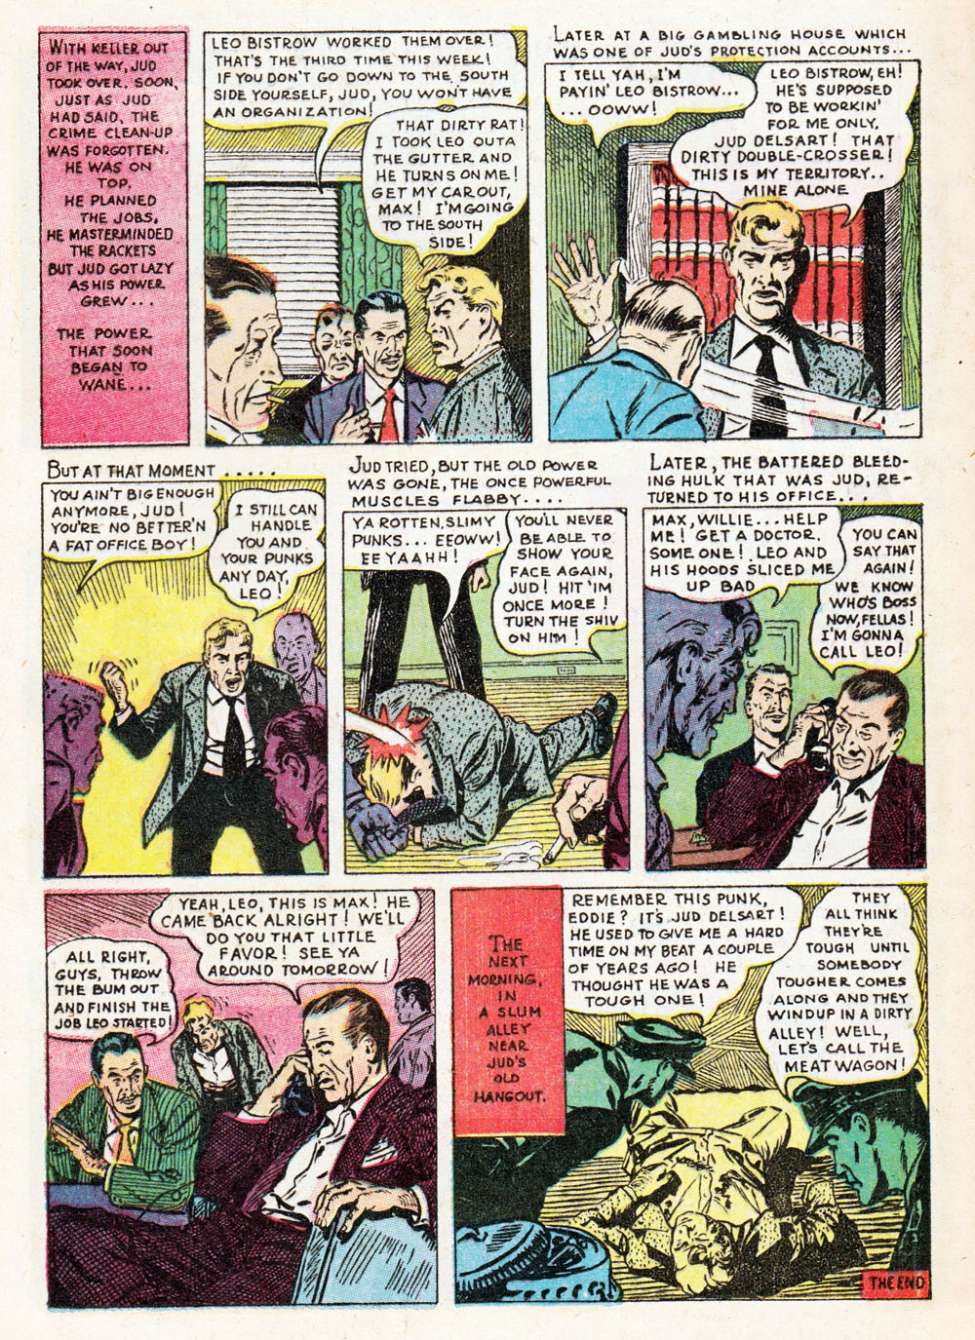 WITH KELLER OUT
OF THE WAY, JUD
TOOK OVER. SOON,
JUST AS JUD
HAD SAID, THE
CRIME CLEAN-UP
WAS FORGOTTEN.
HE WAS ON
TOP.
HE PLANNED
THE JOBS,
HE MASTERMINDED
THE RACKETS
BUT JUD GOT LAZY
AS HIS POWER
GREW...
THE POWER
THAT SOON
BEGAN TO
WANE...
LEO BISTROW WORKED THEM OVER!
THAT'S THE THIRD TIME THIS WEEK!
IF YOU DON'T GO DOWN TO THE SOUTH
SIDE YOURSELF, JUD, YOU WON'T HAVE
AN ORGANIZATION!
THAT DIRTY RAT!
I TOOK LEO OUTA
THE GUTTER AND
HE TURNS ON ME!
GET MY CAR OUT,
MAX! I'M GOING
TO THE SOUTH
SIDE!
LATER AT A BIG GAMBLING HOUSE WHICH
WAS ONE OF JUD'S PROTECTION ACCOUNTS...
I TELL YAH, I'M
PAYIN' LEO BISTROW...
...OOWW!
LEO BISTROW, EH!
HE'S SUPPOSED
TO BE WORKIN'
FOR ME ONLY,
JUD DELSART! THAT
DIRTY DOUBLE-CROSSER!
THIS IS MY TERRITORY..
MINE ALONE
BUT AT THAT MOMENT .....
YOU AIN'T BIG ENOUGH
ANYMORE, JUD!
YOU'RE NO BETTER'N
A FAT OFFICE BOY!
I STILL CAN
HANDLE
YOU AND
YOUR PUNKS
ANY DAY,
LEO!
JUD TRIED, BUT THE OLD POWER
WAS GONE, THE ONCE POWERFUL
MUSCLES FLABBY....
YA ROTTEN, SLIMY
PUNKS... EEOWW!
EEYAAHH!
YOU'LL NEVER
BE ABLE TO
SHOW YOUR
FACE AGAIN,
JUD! HIT 'IM
ONCE MORE!
TURN THE SHIV
ON HIM!
LATER, THE BATTERED BLEED-
ING HULK THAT WAS JUD, RE-
TURNED TO HIS OFFICE...
MAX, WILLIE... HELP
ME! GET A DOCTOR.
SOME ONE! LEO AND
HIS HOODS SLICED ME
UP BAD
YOU CAN
SAY THAT
AGAIN!
WE KNOW
WHO'S BOSS
NOW, FELLAS!
I'M GONNA
CALL LEO!
ALL RIGHT,
GUYS, THROW
THE BUM OUT
AND FINISH THE
JOB LEO STARTED!
YEAH, LEO, THIS IS MAX! HE
CAME BACK ALRIGHT! WE'LL
DO YOU THAT LITTLE
FAVOR! SEE YA
AROUND TOMORROW!
THE
NEXT
MORNING,
IN
A SLUM
ALLEY
NEAR
JUD'S
OLD
HANGOUT.
REMEMBER THIS PUNK,
EDDIE? IT'S JUD DELSART!
HE USED TO GIVE ME A HARD
TIME ON MY BEAT A COUPLE
OF YEARS AGO! HE
THOUGHT HE WAS A
TOUGH ONE!
THEY
ALL THINK
THEY'RE
TOUGH UNTIL
SOMEBODY
TOUGHER COMES
ALONG AND THEY
WINDUP IN A DIRTY
ALLEY! WELL,
LET'S CALL THE
MEAT WAGON!
THE END